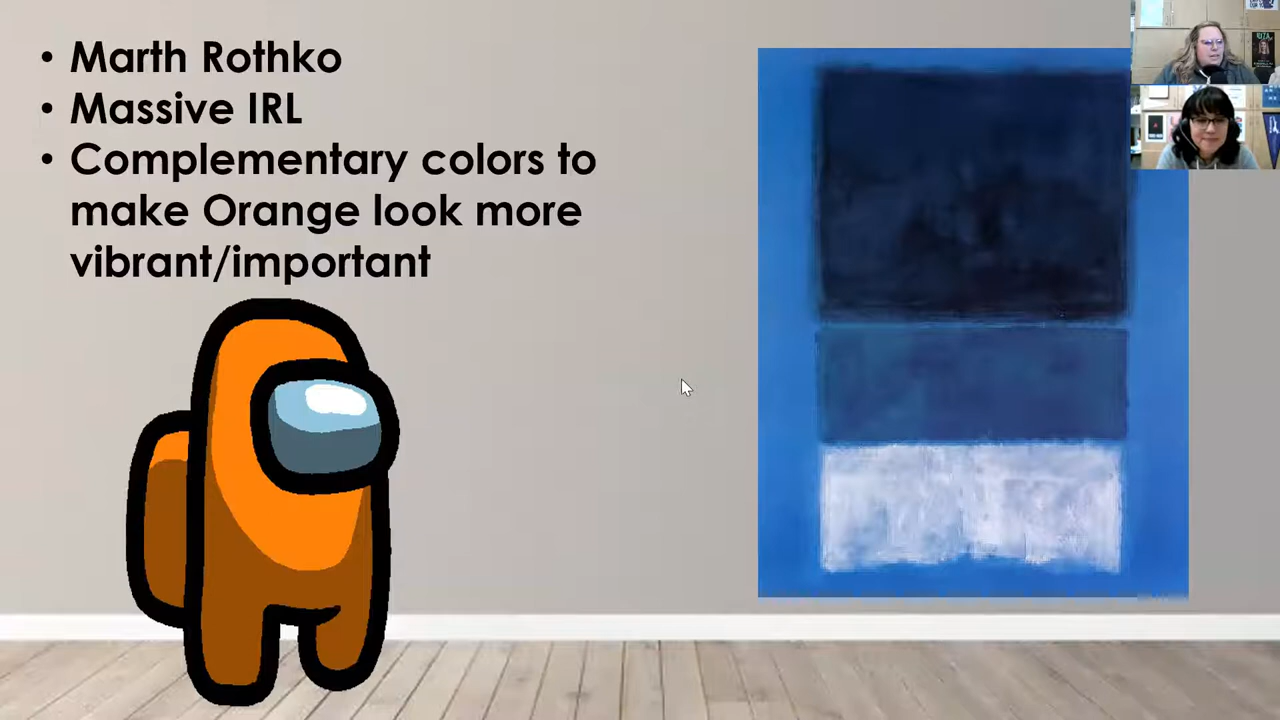 • Marth Rothko
• Massive IRL
• Complementary colors to
make Orange look more
vibrant/important